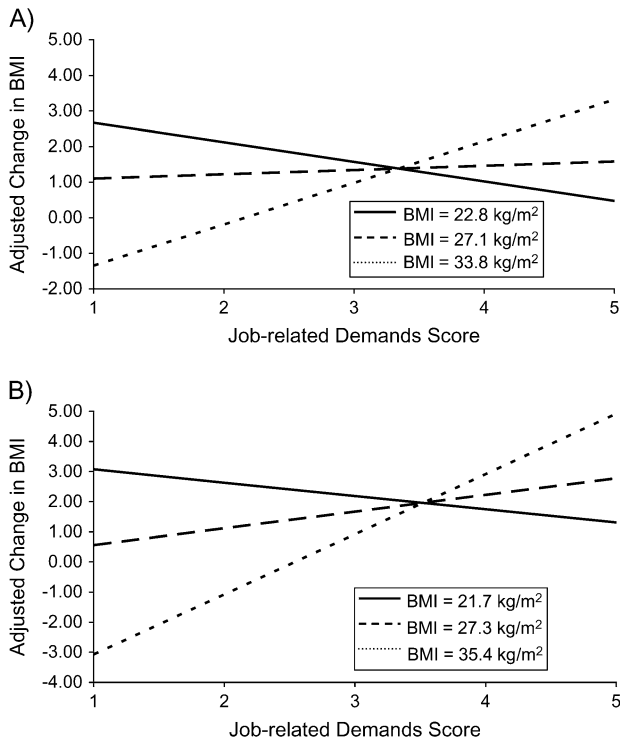 A)
5.00
4.00
3.00
2.00
1.00
0.00
-1.00
-2.00
Adjusted Change in BMI
BMI = 22.8 kg/m²
BMI = 27.1 kg/m²
BMI = 33.8 kg/m²
1 2 3 4 5
Job-related Demands Score
B)
5.00
4.00
3.00
2.00
1.00
0.00
-1.00
-2.00
-3.00
-4.00
Adjusted Change in BMI
BMI = 21.7 kg/m²
BMI = 27.3 kg/m²
BMI = 35.4 kg/m²
1 2 3 4 5
Job-related Demands Score